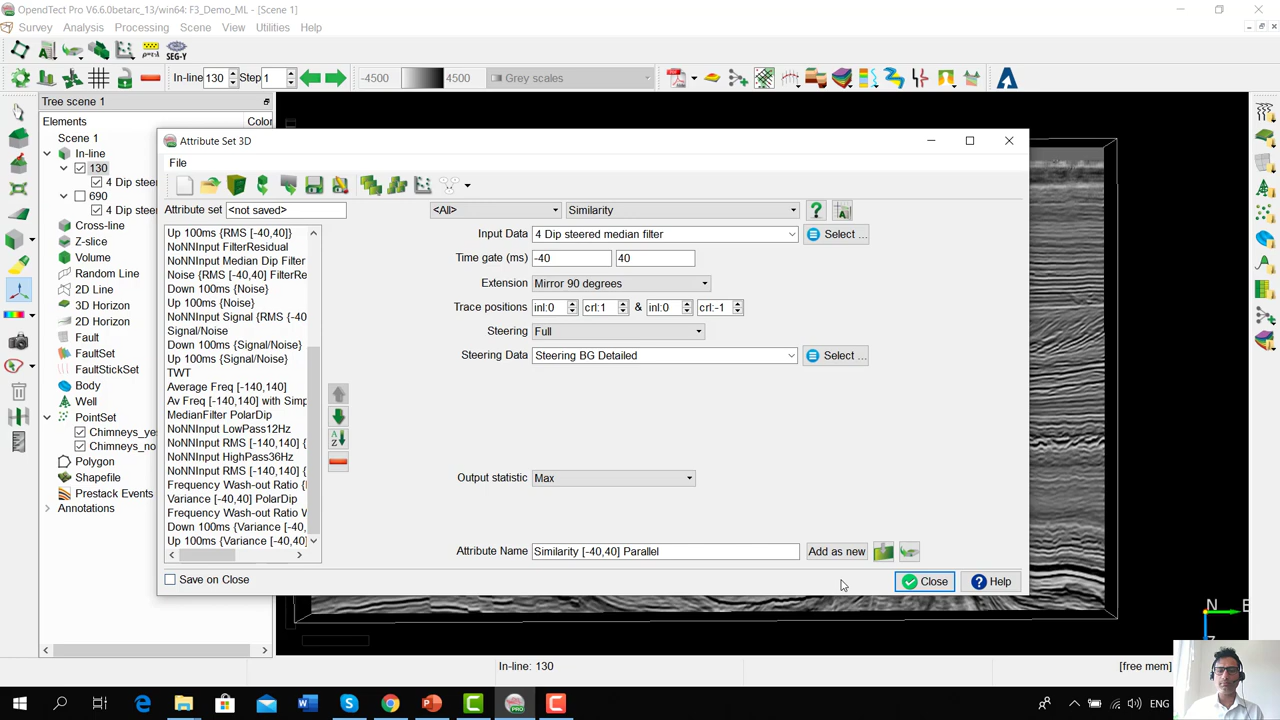 OpendTect Pro V6.6.0betarc_13/win64: F3_Demo_ML - [Scene 1]
Survey Analysis Processing Scene View Utilities Help
SEG-Y
In-line 130 Step 1 -4500 4500 Grey scales
Tree scene 1
Elements Color
Scene 1
In-line
130
4 Dip stee
690
4 Dip stee
Cross-line
Z-slice
Volume
Random Line
2D Line
3D Horizon
2D Horizon
Fault
FaultSet
FaultStickSet
Body
Well
PointSet
Chimneys_ye
Chimneys_no
Polygon
Shapefile
Prestack Events
Annotations
Attribute Set 3D
File
Attribute set <not saved> <All> Similarity
Up 100ms {RMS [-40,40]}
NoNNInput FilterResidual
NoNNInput Median Dip Filter
Noise {RMS [-40,40] FilterRe
Down 100ms {Noise}
Up 100ms {Noise}
NoNNInput Signal {RMS {-40
Signal/Noise
Down 100ms {Signal/Noise}
Up 100ms {Signal/Noise}
TWT
Average Freq [-140,140]
Av Freq [-140,140] with Simp
MedianFilter PolarDip
NoNNInput LowPass12Hz
NoNNInput RMS [-140,140] {
NoNNInput HighPass36Hz
NoNNInput RMS [-140,140] {
Frequency Wash-out Ratio {
Variance [-40,40] PolarDip
Frequency Wash-out Ratio V
Down 100ms {Variance [-40,
Up 100ms {Variance [-40,40)
Input Data 4 Dip steered median filter Select ...
Time gate (ms) -40 40
Extension Mirror 90 degrees
Trace positions inl:0 crl:1 & inl:0 crl:-1
Steering Full
Steering Data Steering BG Detailed Select ...
Output statistic Max
Attribute Name Similarity [-40,40] Parallel Add as new
Save on Close Close Help
N
In-line: 130 [free mem]
PRO
ENG